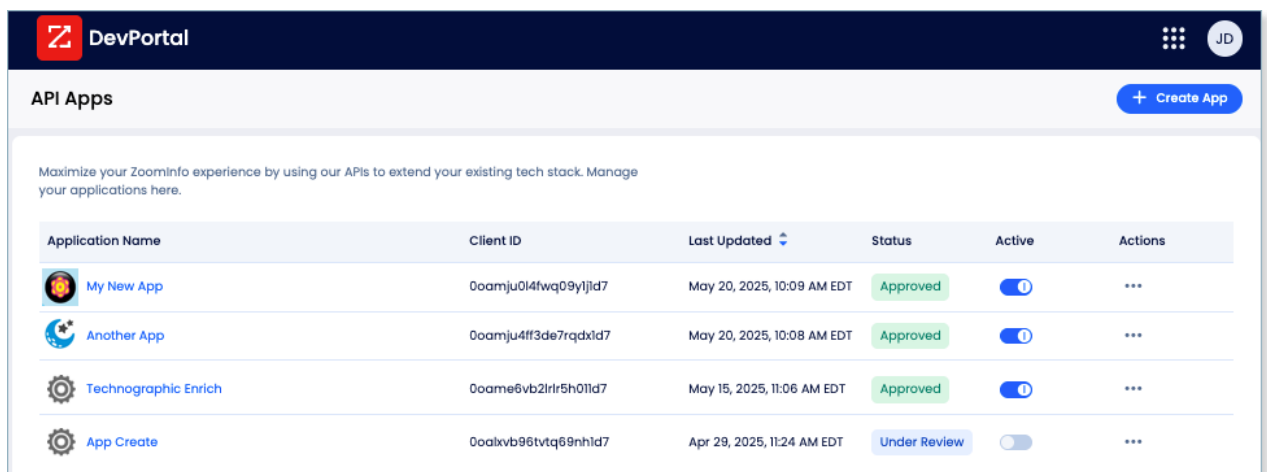 DevPortal
JD
API Apps
+ Create App
Maximize your ZoomInfo experience by using our APIs to extend your existing tech stack. Manage
your applications here.
Application Name Client ID Last Updated Status Active Actions
My New App 0oamju0l4fwq09y1j1d7 May 20, 2025, 10:09 AM EDT Approved
Another App 0oamju4ff3de7rqdx1d7 May 20, 2025, 10:08 AM EDT Approved
Technographic Enrich 0oame6vb2lrlr5h011d7 May 15, 2025, 11:06 AM EDT Approved
App Create 0oalxvb96tvtq69nh1d7 Apr 29, 2025, 11:24 AM EDT Under Review